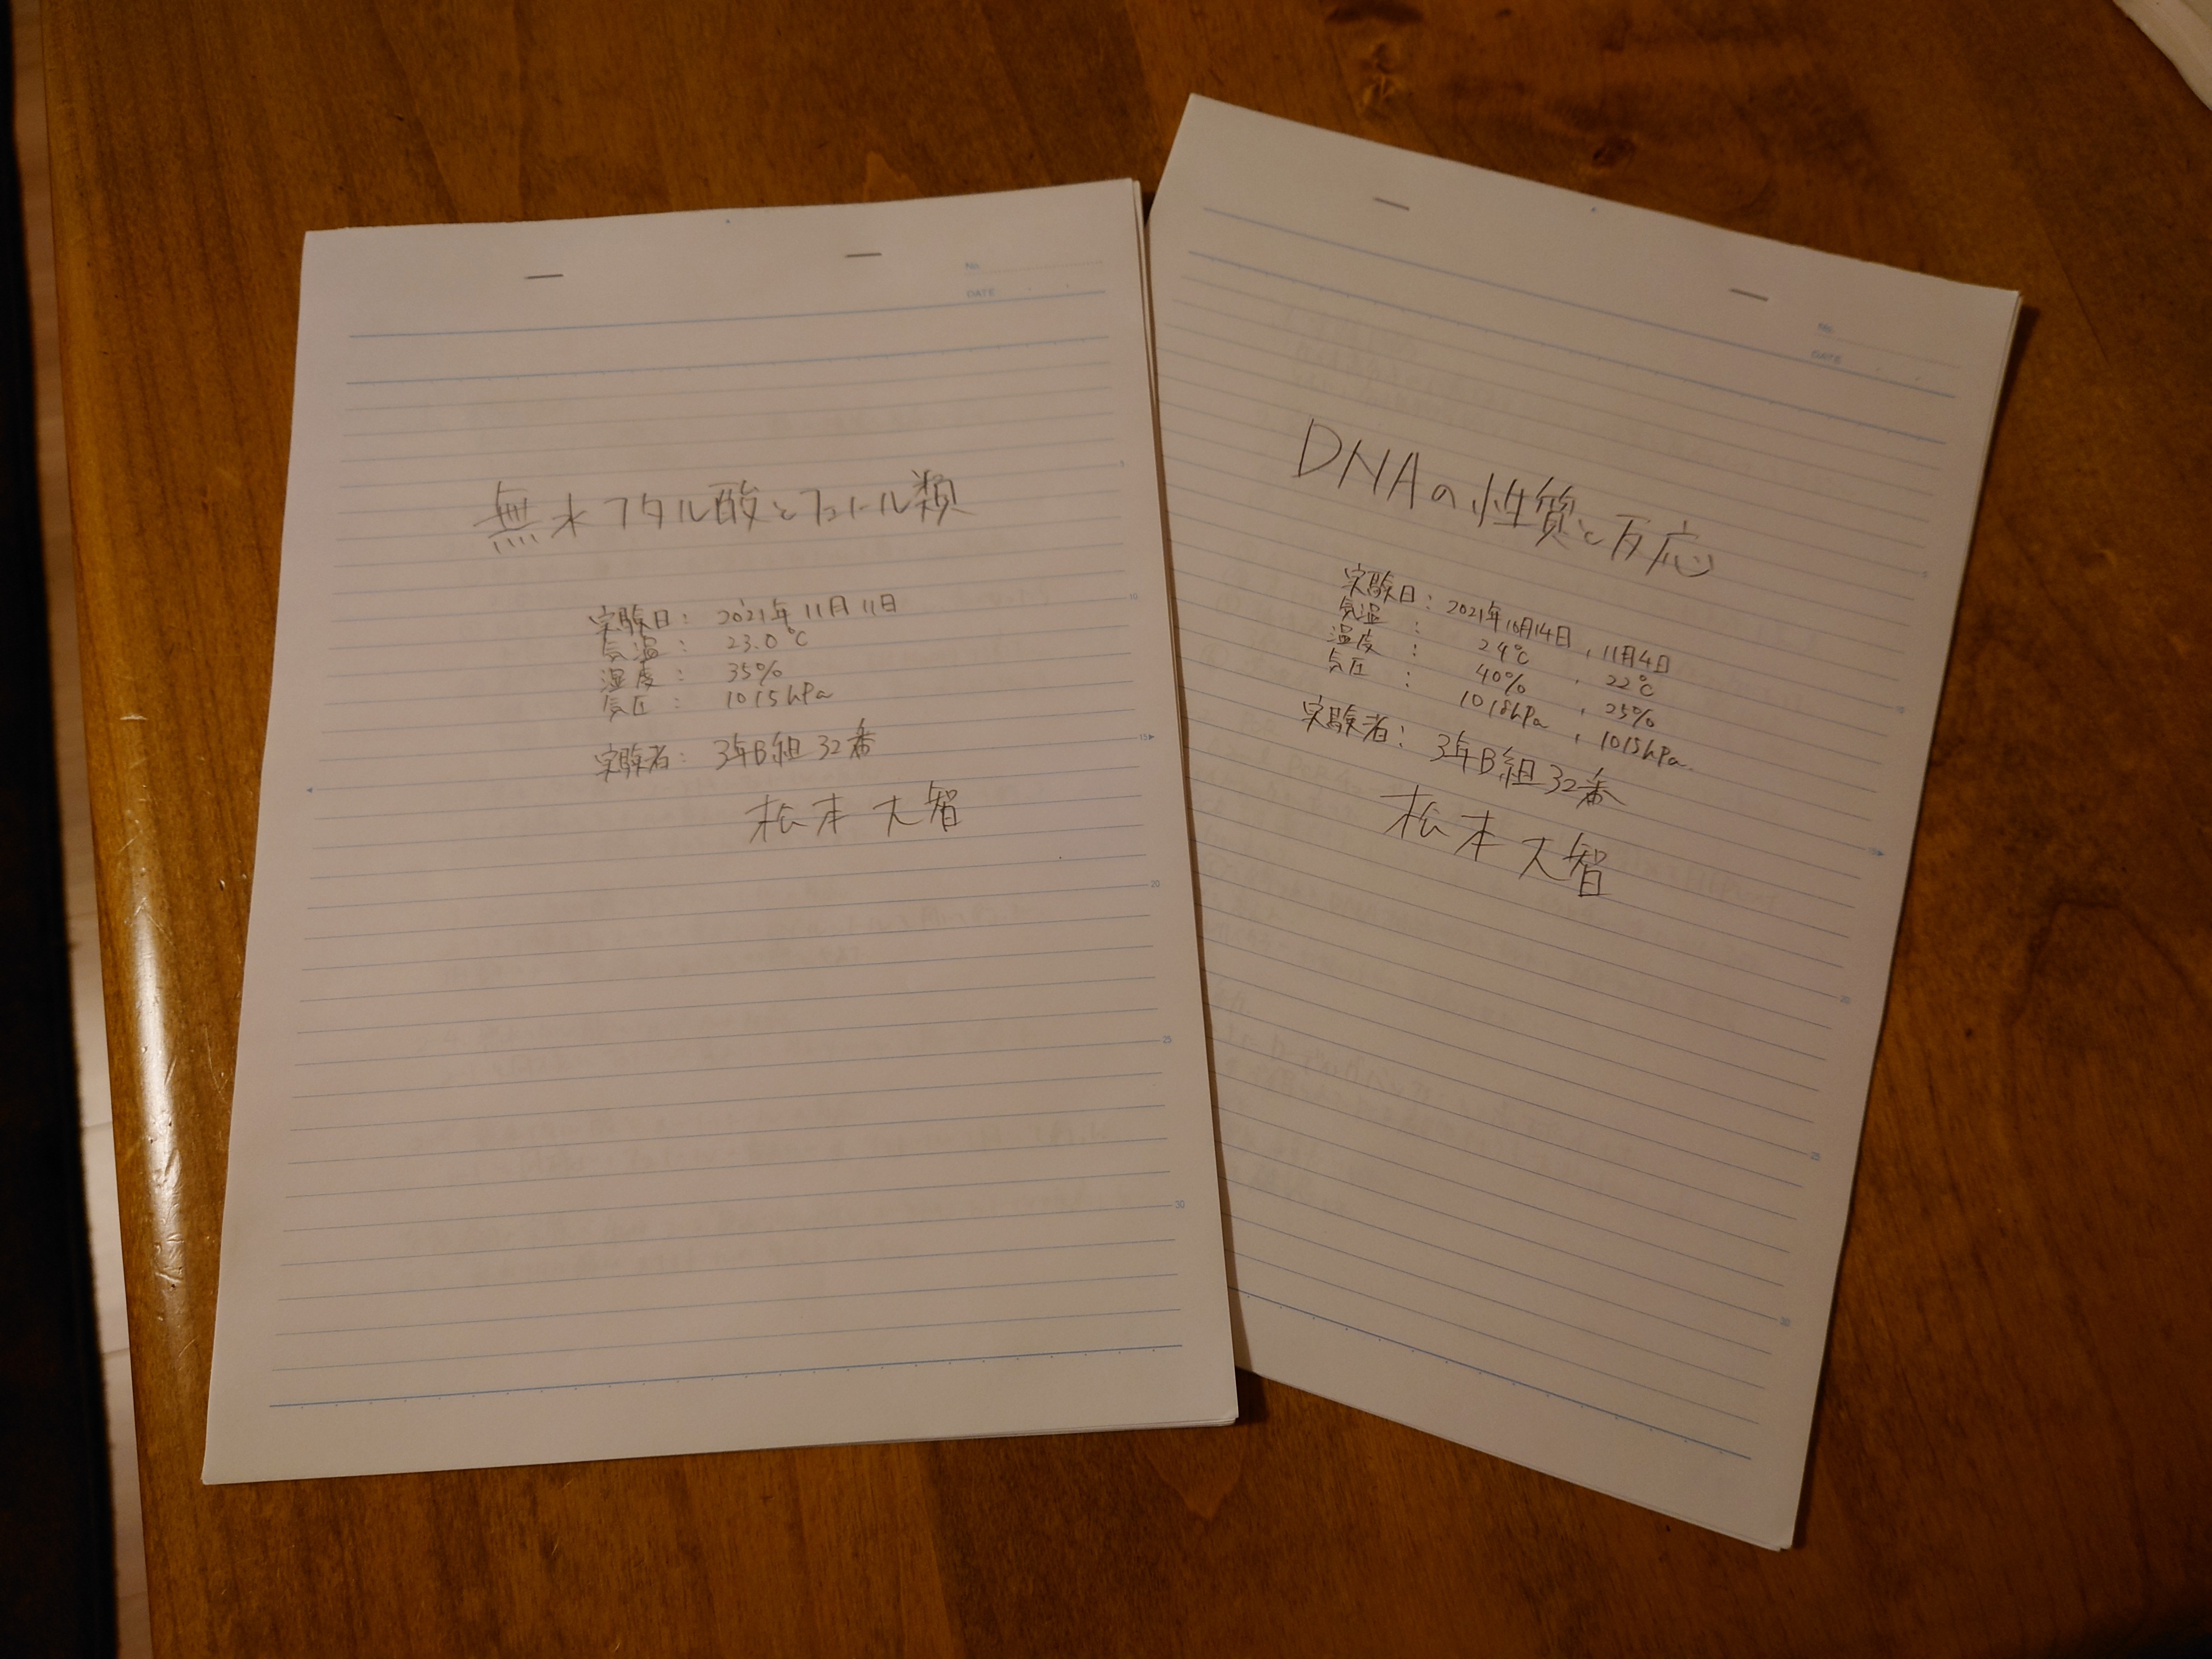 No.
DATE
無水フタル酸とフェノール類
実験日： 2021年 11月 11日
気温： 23.0℃
湿度： 35%
気圧： 1015hPa
実験者： 3年B組 32番
松本 大智
5
10
15
20
25
30
No.
DATE
DNAの性質と反応
実験日： 2021年10月14日 , 11月4日
気温： 24℃ , 22℃
湿度： 40% , 25%
気圧： 1018hPa , 1015hPa.
実験者： 3年B組 32番
松本 大智
5
10
15
20
25
30